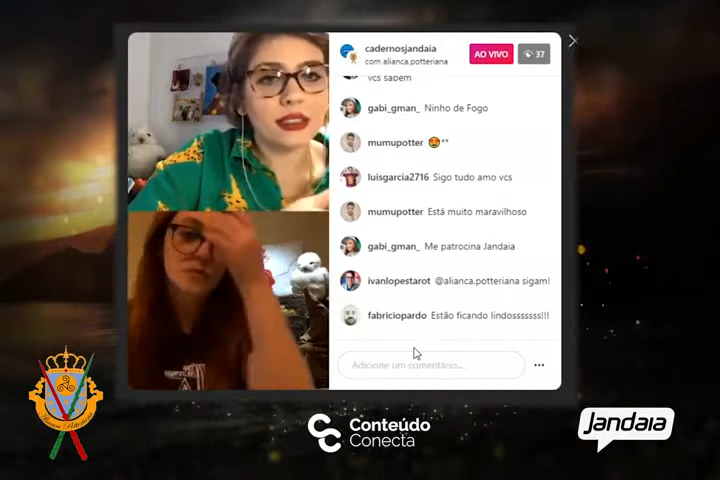 cadernosjandaia
com alianca.potteriana
AO VIVO
37
vcs sabem
gabi_gman_ Ninho de Fogo
mumupotter
luisgarcia2716 Sigo tudo amo vcs
mumupotter Está muito maravilhoso
gabi_gman_ Me patrocina Jandaia
ivanlopestarot @alianca.potteriana sigam!
fabriciopardo Estão ficando lindosssssss!!!
Adicione um comentário...
Aliança Potteriana
Conteúdo
Conecta
Jandaia